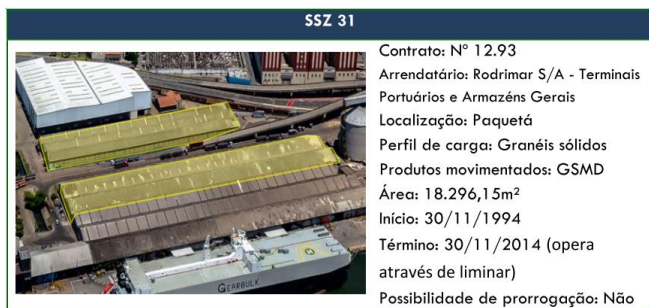 SSZ 31
Contrato: Nº 12.93
Arrendatário: Rodrimar S/A - Terminais
Portuários e Armazéns Gerais
Localização: Paquetá
Perfil de carga: Granéis sólidos
Produtos movimentados: GSMD
Área: 18.296,15m²
Início: 30/11/1994
Término: 30/11/2014 (opera
através de liminar)
Possibilidade de prorrogação: Não
GEARBULK